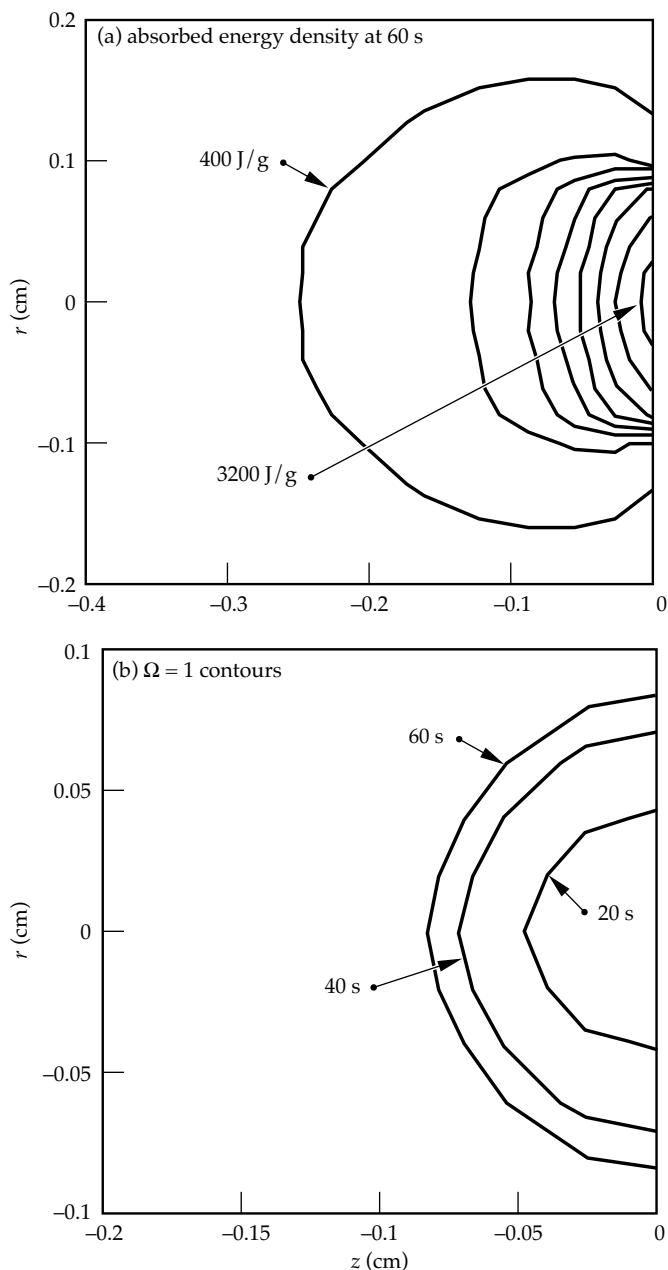 0.2
(a) absorbed energy density at 60 s
400 J/g
0.1
r (cm)
0
−0.1
3200 J/g
−0.2
−0.4
−0.3
−0.2
−0.1
0
0.1
(b) Ω = 1 contours
60 s
0.05
r (cm)
0
20 s
40 s
−0.05
−0.1
−0.2
−0.15
−0.1
−0.05
0
z (cm)